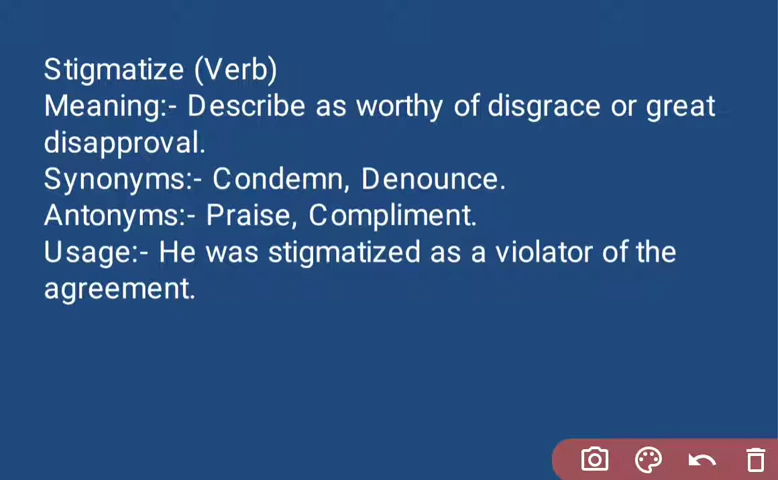 Stigmatize (Verb)
Meaning:- Describe as worthy of disgrace or great
disapproval.
Synonyms:- Condemn, Denounce.
Antonyms:- Praise, Compliment.
Usage:- He was stigmatized as a violator of the
agreement.